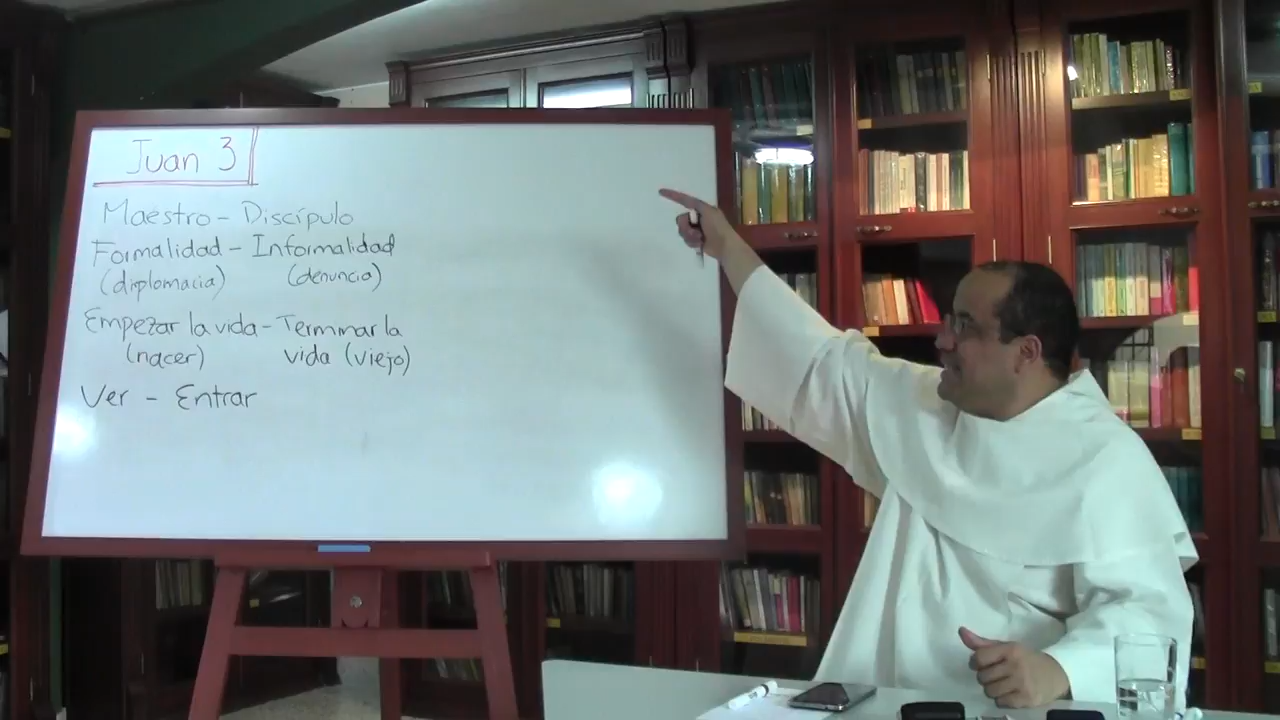 Juan 3
Maestro - Discípulo
Formalidad - Informalidad
(diplomacia) (denuncia)
Empezar la vida - Terminar la
(nacer) vida (viejo)
Ver - Entrar